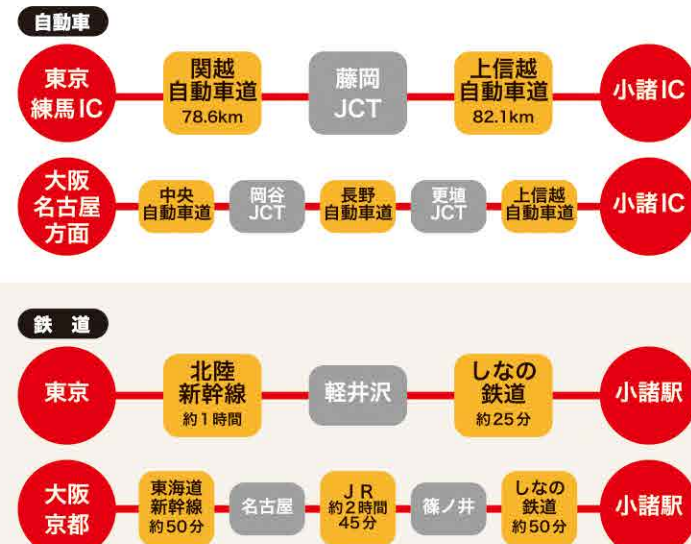 自動車
東京
練馬IC
関越
自動車道
78.6km
藤岡
JCT
上信越
自動車道
82.1km
小諸IC
大阪
名古屋
方面
中央
自動車道
岡谷
JCT
長野
自動車道
更埴
JCT
上信越
自動車道
小諸IC
鉄 道
東京
北陸
新幹線
約1時間
軽井沢
しなの
鉄道
約25分
小諸駅
大阪
京都
東海道
新幹線
約50分
名古屋
JR
約2時間
45分
篠ノ井
しなの
鉄道
約50分
小諸駅